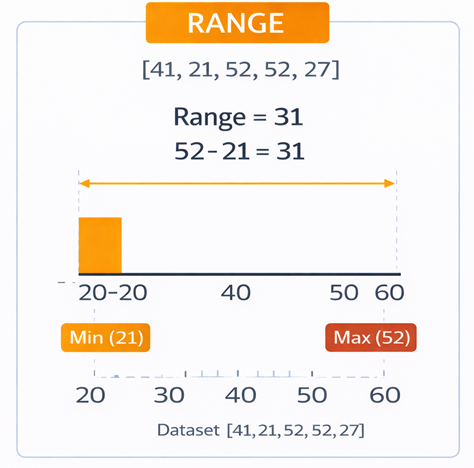 RANGE
[41, 21, 52, 52, 27]
Range = 31
52-21 = 31
20-20 40 50 60
Min (21) Max (52)
20 30 40 50 60
Dataset [41,21,52,52,27]